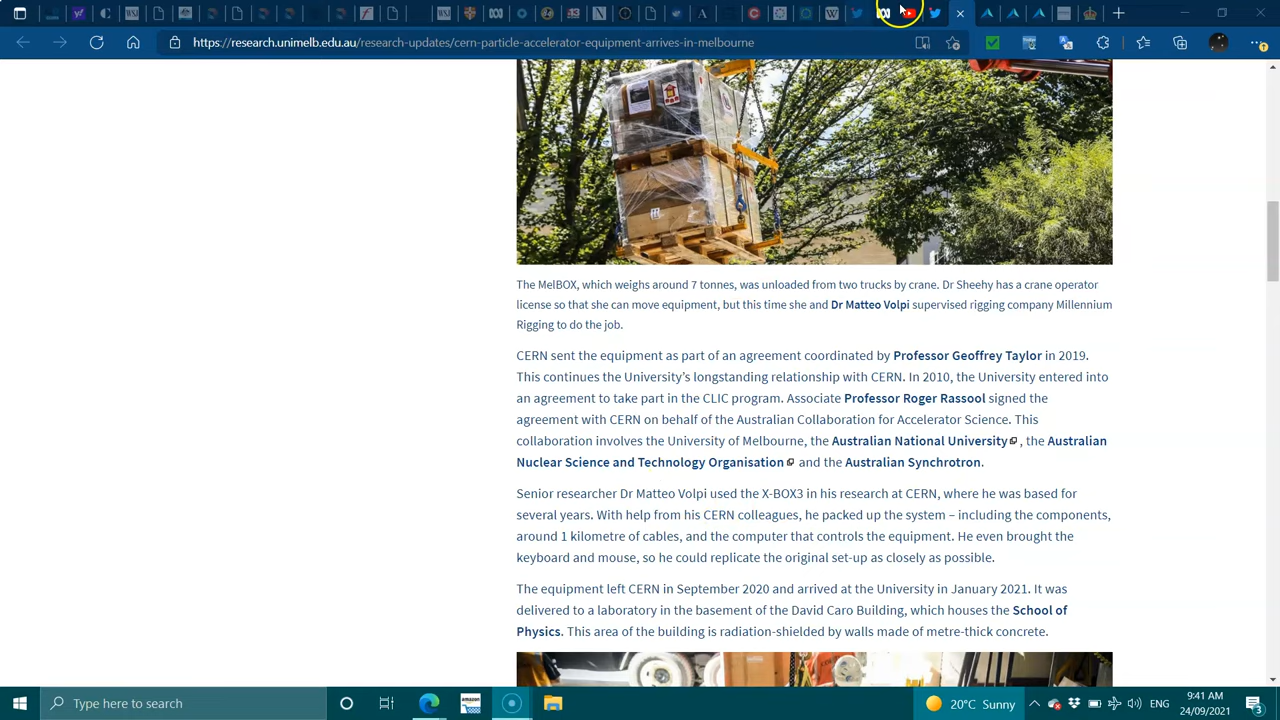 https://research.unimelb.edu.au/research-updates/cern-particle-accelerator-equipment-arrives-in-melbourne
The MelBOX, which weighs around 7 tonnes, was unloaded from two trucks by crane. Dr Sheehy has a crane operator
license so that she can move equipment, but this time she and Dr Matteo Volpi supervised rigging company Millennium
Rigging to do the job.
CERN sent the equipment as part of an agreement coordinated by Professor Geoffrey Taylor in 2019.
This continues the University’s longstanding relationship with CERN. In 2010, the University entered into
an agreement to take part in the CLIC program. Associate Professor Roger Rassool signed the
agreement with CERN on behalf of the Australian Collaboration for Accelerator Science. This
collaboration involves the University of Melbourne, the Australian National University , the Australian
Nuclear Science and Technology Organisation and the Australian Synchrotron.
Senior researcher Dr Matteo Volpi used the X-BOX3 in his research at CERN, where he was based for
several years. With help from his CERN colleagues, he packed up the system – including the components,
around 1 kilometre of cables, and the computer that controls the equipment. He even brought the
keyboard and mouse, so he could replicate the original set-up as closely as possible.
The equipment left CERN in September 2020 and arrived at the University in January 2021. It was
delivered to a laboratory in the basement of the David Caro Building, which houses the School of
Physics. This area of the building is radiation-shielded by walls made of metre-thick concrete.
Type here to search
20°C Sunny
ENG
9:41 AM
24/09/2021
3